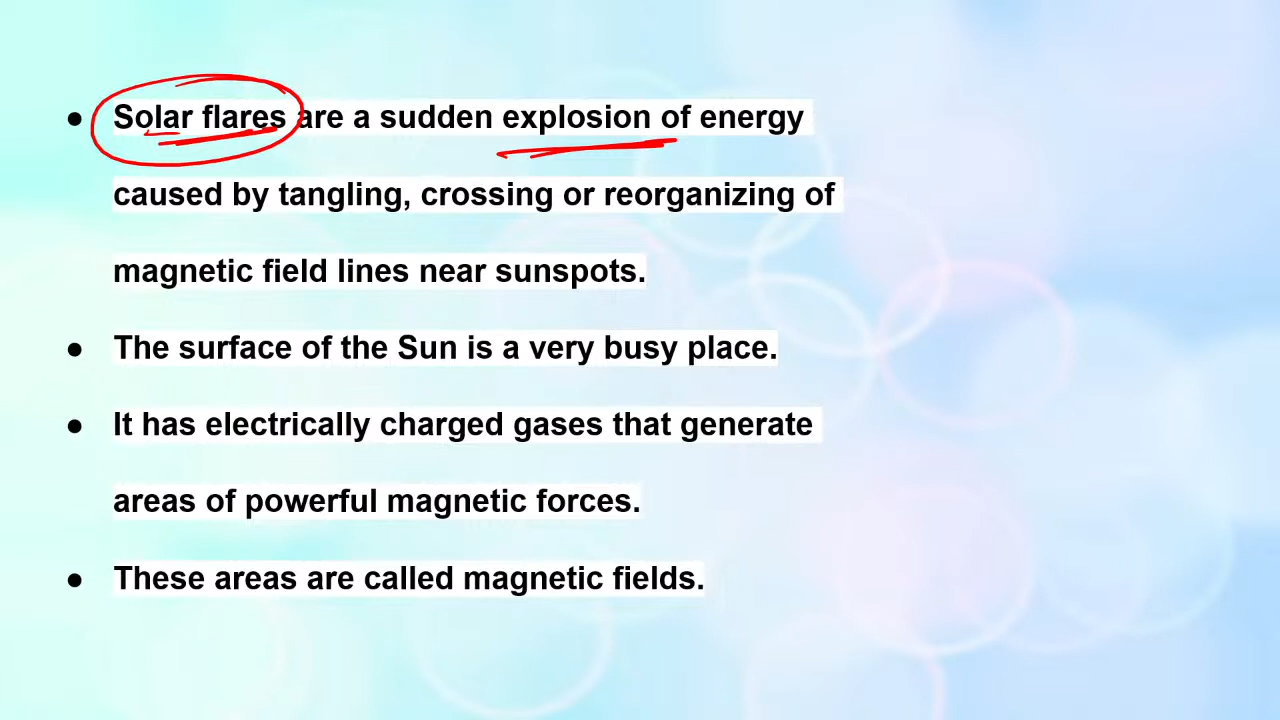 ● Solar flares are a sudden explosion of energy
caused by tangling, crossing or reorganizing of
magnetic field lines near sunspots.
● The surface of the Sun is a very busy place.
● It has electrically charged gases that generate
areas of powerful magnetic forces.
● These areas are called magnetic fields.